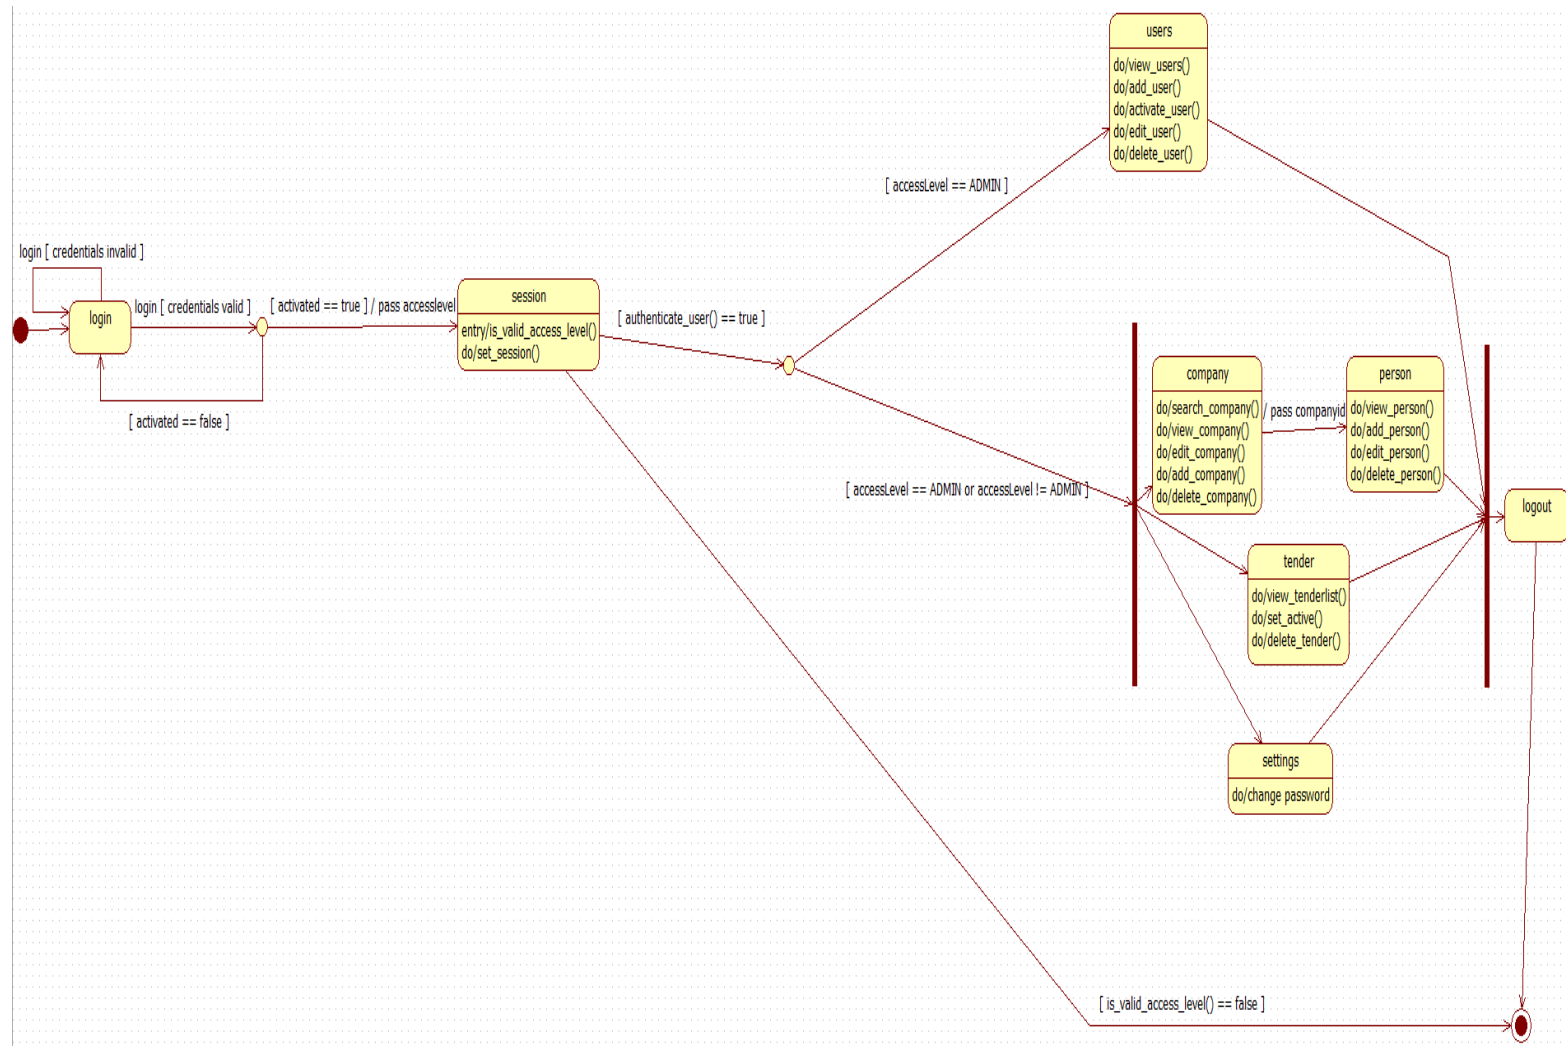 users
do/view_users()
do/add_user()
do/activate_user()
do/edit_user()
do/delete_user()
[ accessLevel == ADMIN ]
login [ credentials invalid ]
login
login [ credentials valid ]
[ activated == true ] / pass accesslevel
[ activated == false ]
session
entry/is_valid_access_level()
do/set_session()
[ authenticate_user() == true ]
[ accessLevel == ADMIN or accessLevel != ADMIN ]
company
do/search_company()
do/view_company()
do/edit_company()
do/add_company()
do/delete_company()
/ pass companyid
person
do/view_person()
do/add_person()
do/edit_person()
do/delete_person()
logout
tender
do/view_tenderlist()
do/set_active()
do/delete_tender()
settings
do/change password
[ is_valid_access_level() == false ]